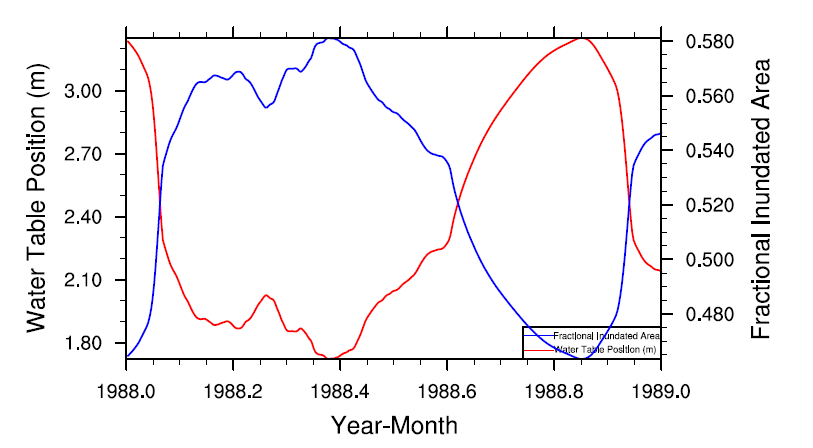 Water Table Position (m)
3.00
2.70
2.40
2.10
1.80
0.580
0.560
0.540
0.520
0.500
0.480
Fractional Inundated Area
Fractional Inundated Area
Water Table Position (m)
1988.0 1988.2 1988.4 1988.6 1988.8 1989.0
Year-Month